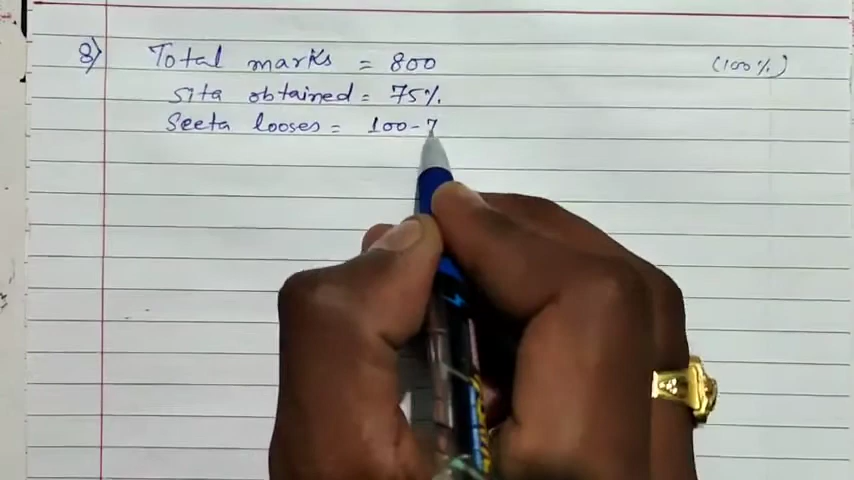 8) Total marks = 800 (100%)
Sita obtained = 75%.
Seeta looses = 100-7